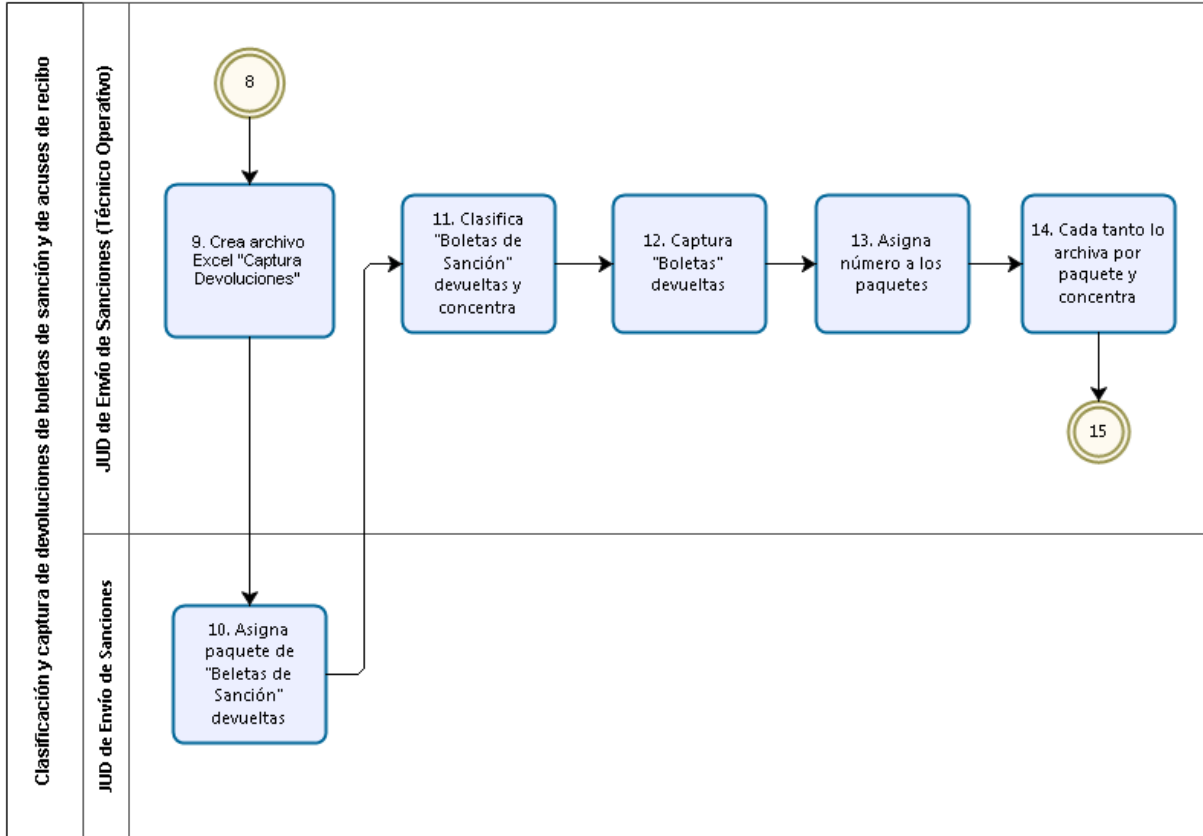 Clasificación y captura de devoluciones de boletas de sanción y de acuses de recibo
JUD de Envío de Sanciones (Técnico Operativo)
8
9. Crea archivo
Excel "Captura
Devoluciones"
11. Clasifica
"Boletas de
Sanción"
devueltas y
concentra
12. Captura
"Boletas"
devueltas
13. Asigna
número a los
paquetes
14. Cada tanto lo
archiva por
paquete y
concentra
15
JUD de Envío de Sanciones
10. Asigna
paquete de
"Beletas de
Sanción"
devueltas